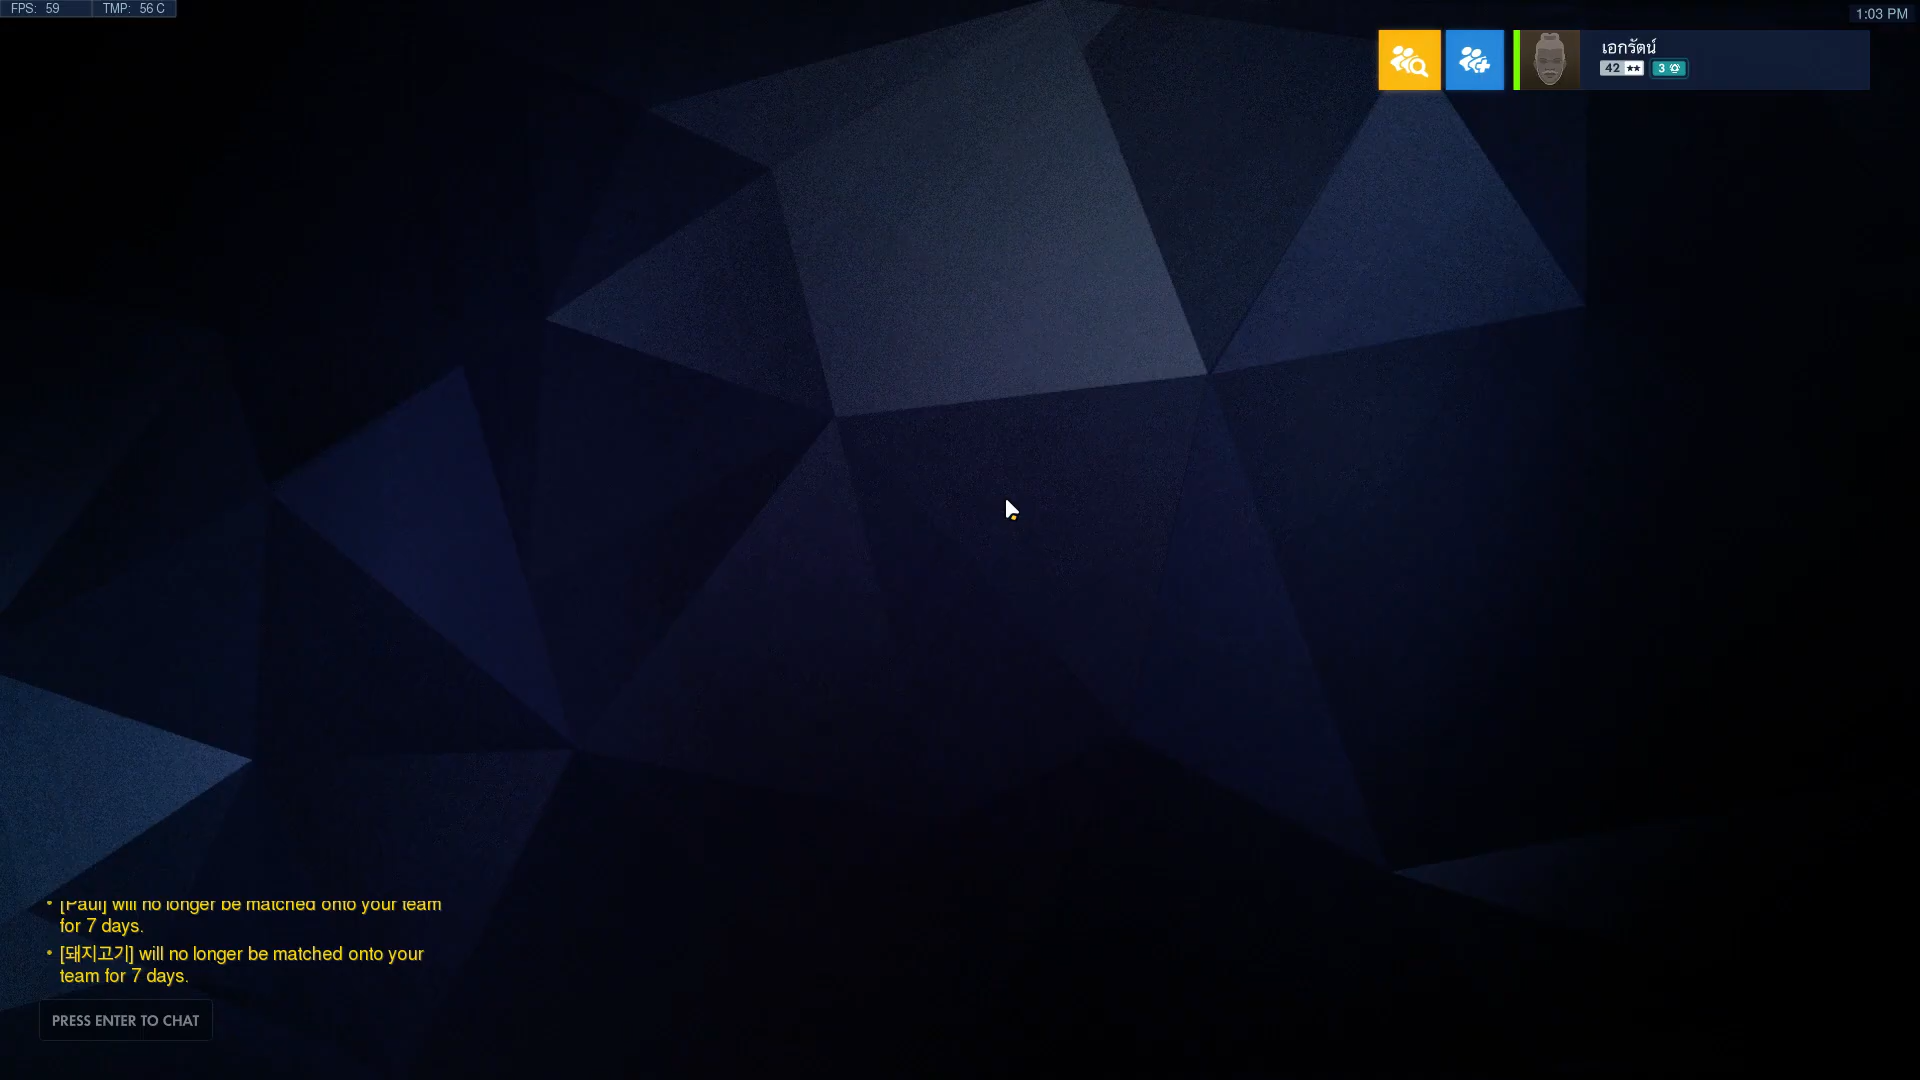 FPS: 59 TMP: 56 C
1:03 PM
เอกรัตน์
42 ★★ 3
• [Paul] will no longer be matched onto your team
for 7 days.
• [돼지고기] will no longer be matched onto your
team for 7 days.
PRESS ENTER TO CHAT